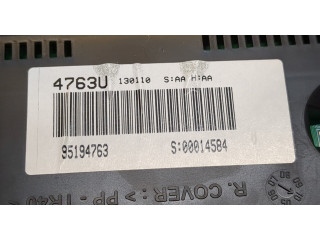 4763U 130110 S:AA H:AA
95194763 S:00014584
R. COVER:>PP-TR40